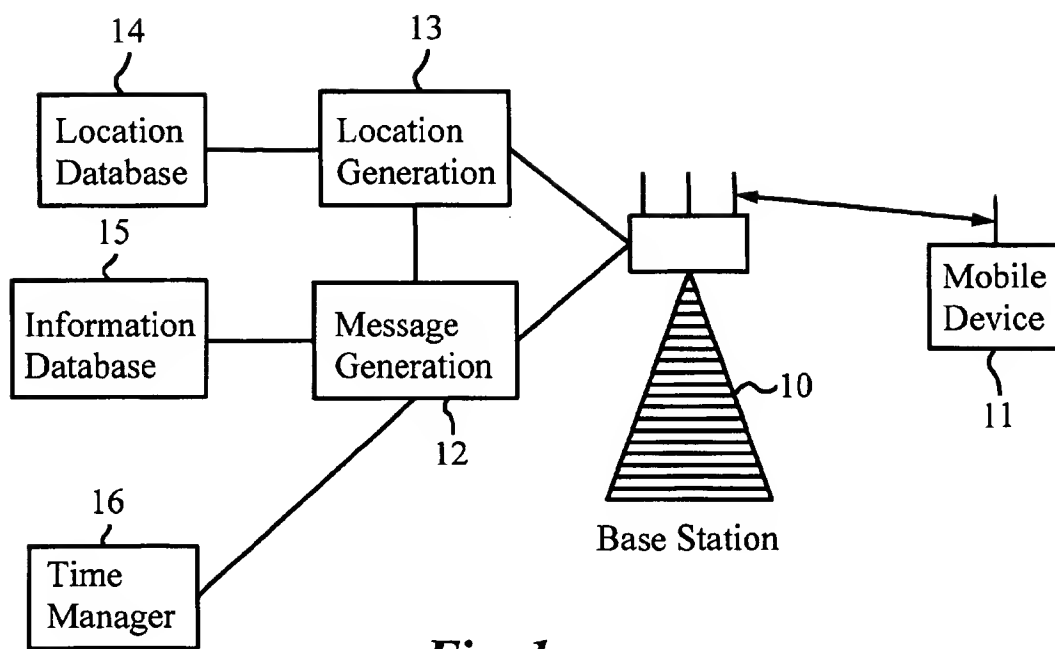 14
13
Location
Database
Location
Generation
15
Information
Database
Message
Generation
12
Mobile
Device
11
10
Base Station
16
Time
Manager